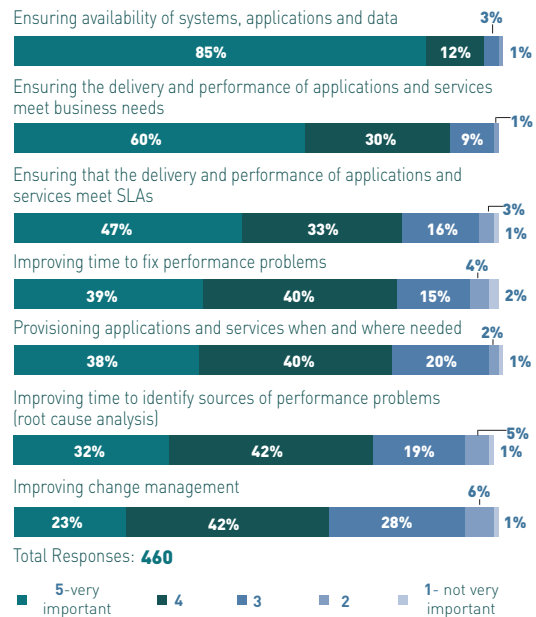 Ensuring availability of systems, applications and data
3%
85% 12% 1%
Ensuring the delivery and performance of applications and services
meet business needs
1%
60% 30% 9%
Ensuring that the delivery and performance of applications and
services meet SLAs
3%
47% 33% 16% 1%
Improving time to fix performance problems
4%
39% 40% 15% 2%
Provisioning applications and services when and where needed
2%
38% 40% 20% 1%
Improving time to identify sources of performance problems
(root cause analysis)
5%
32% 42% 19% 1%
Improving change management
6%
23% 42% 28% 1%
Total Responses: 460
5-very
important
4
3
2
1- not very
important